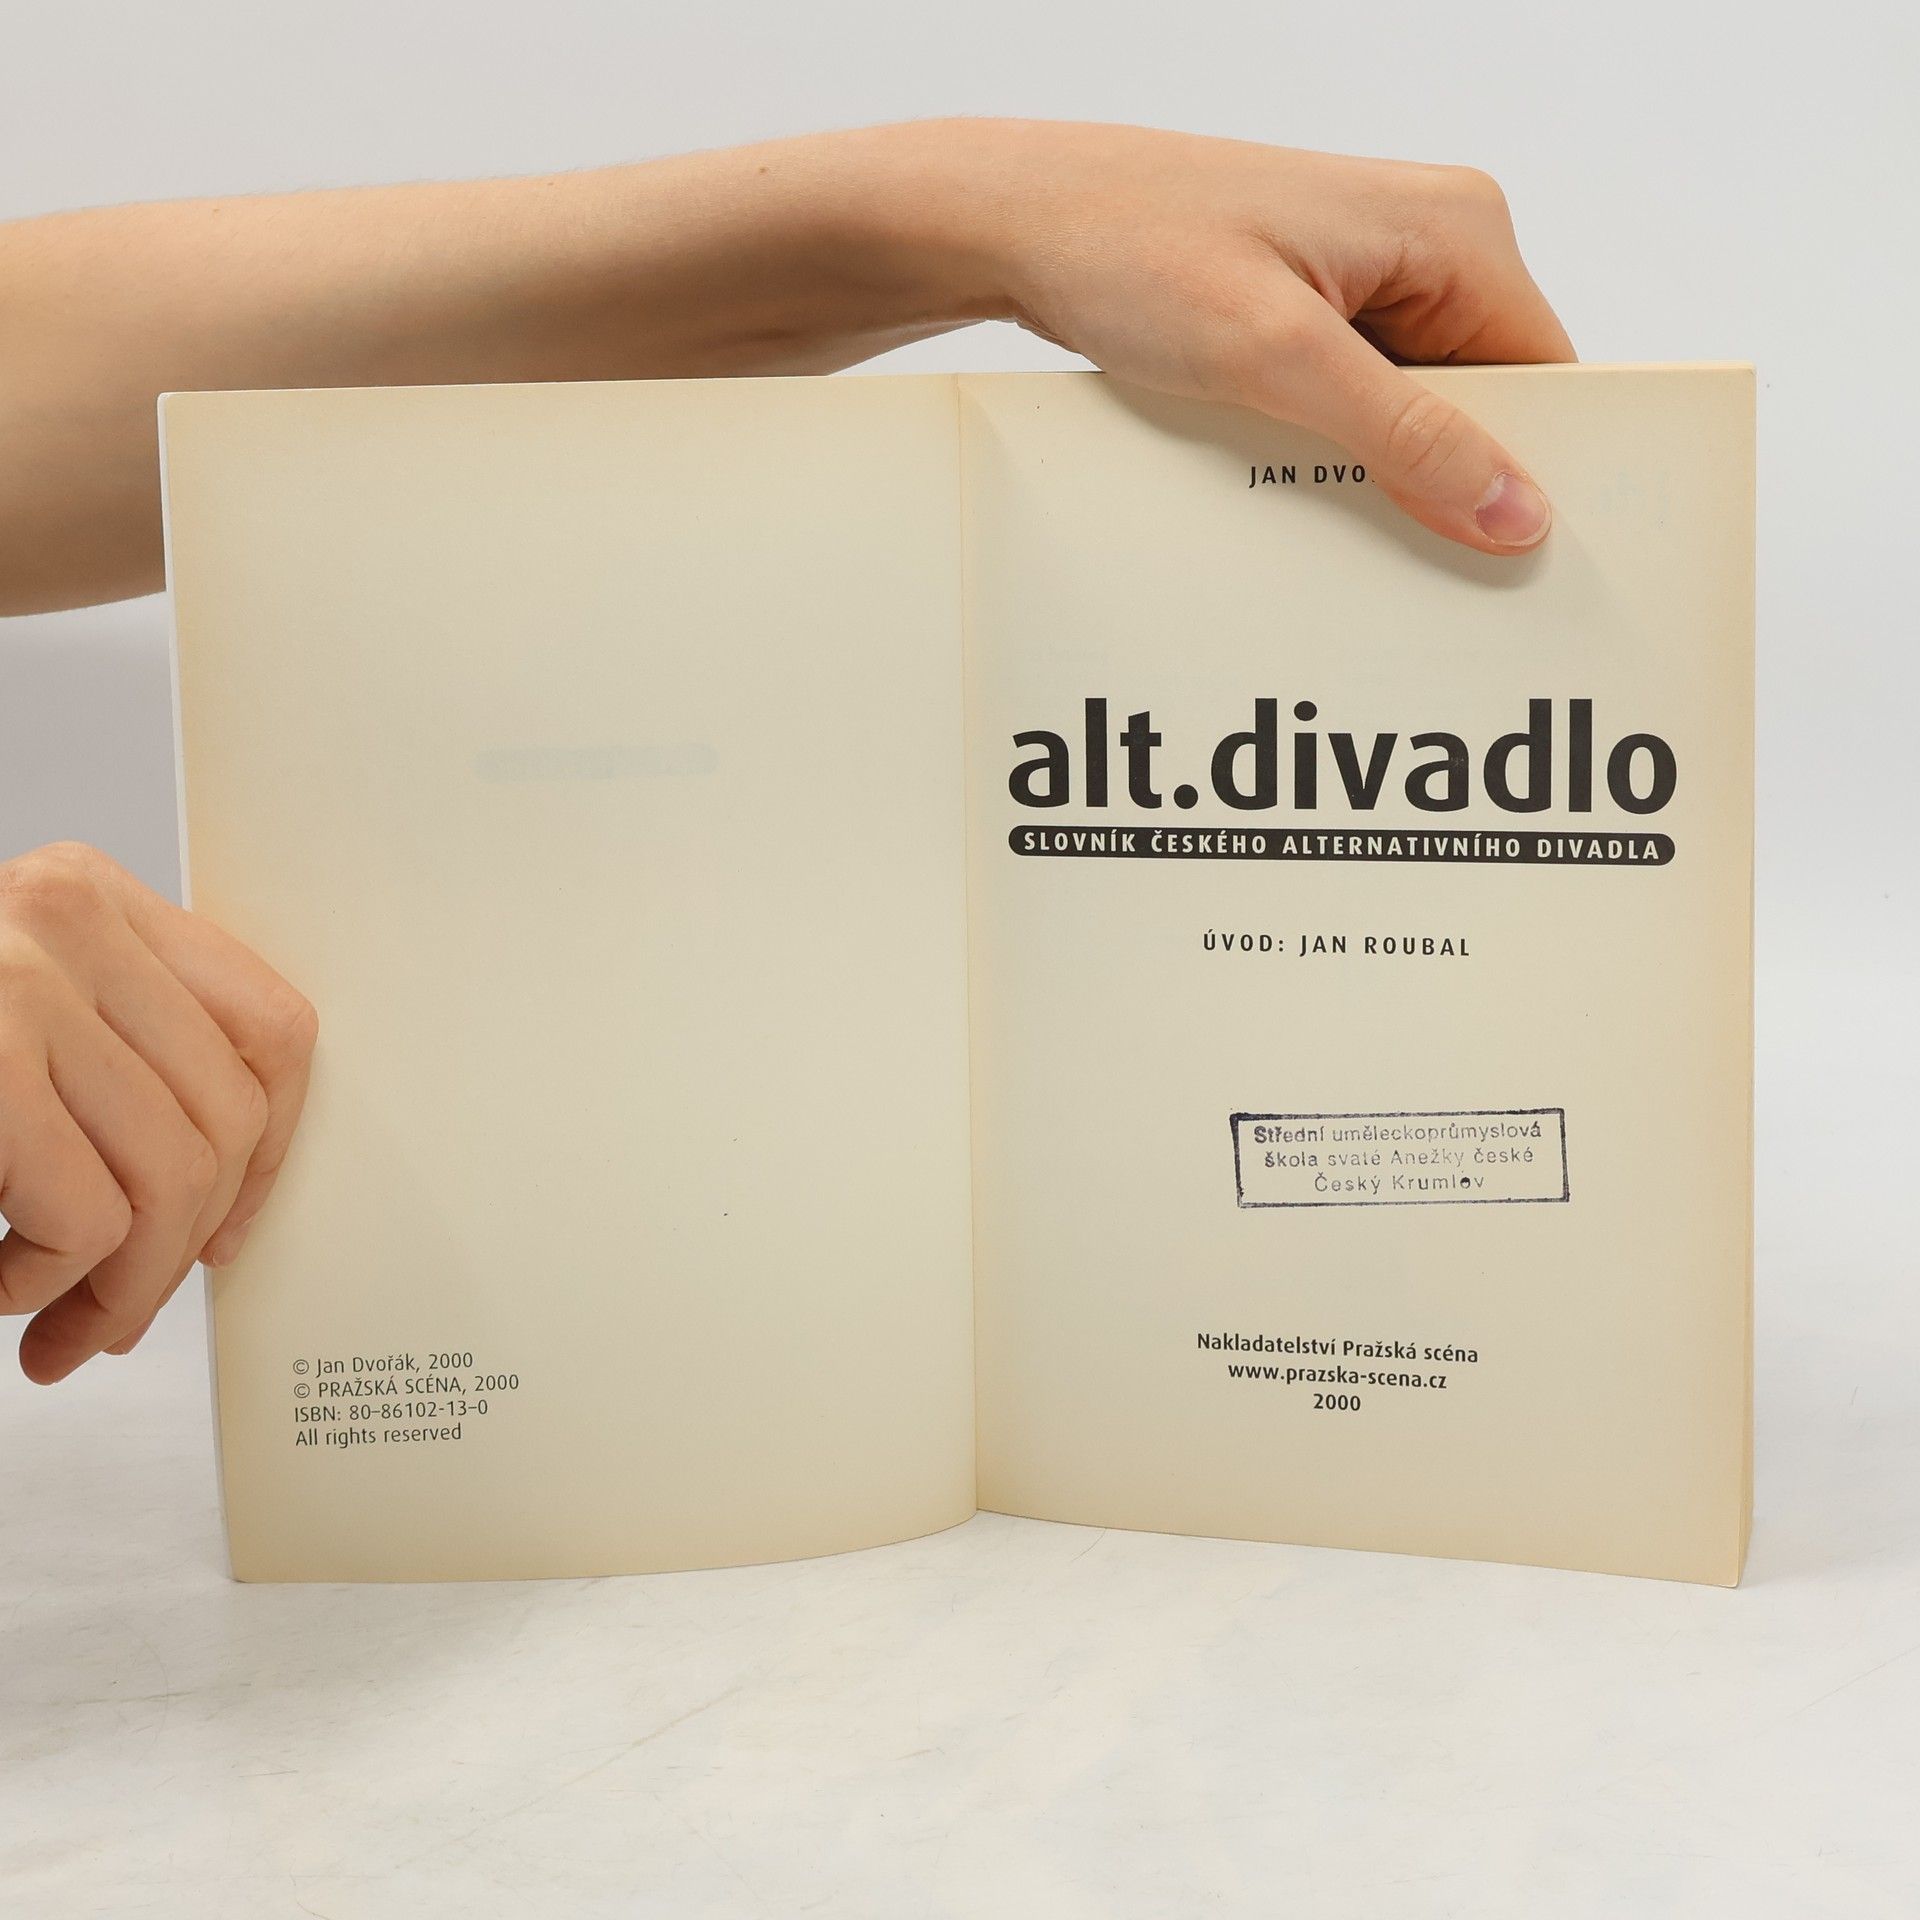 © Jan Dvořák, 2000
© PRAŽSKÁ SCÉNA, 2000
ISBN: 80–86102-13–0
All rights reserved
JAN DVO
alt.divadlo
SLOVNÍK ČESKÉHO ALTERNATIVNÍHO DIVADLA
ÚVOD: JAN ROUBAL
Střední uměleckoprůmyslová
škola svaté Anežky české
Český Krumlov
Nakladatelství Pražská scéna
www.prazska-scena.cz
2000